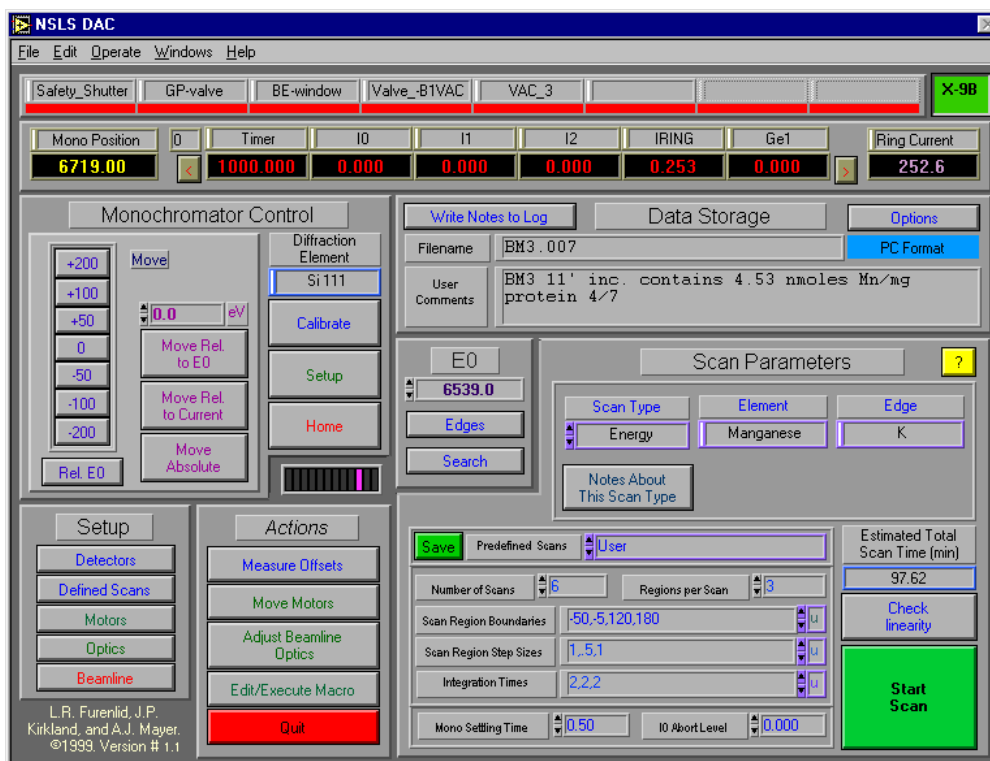 NSLS DAC
File Edit Operate Windows Help
Safety_Shutter GP-valve BE-window Valve_-B1VAC VAC_3 X-9B
Mono Position 0 Timer I0 I1 I2 IRING Ge1 Ring Current
6719.00 < 1000.000 0.000 0.000 0.000 0.253 0.000 > 252.6
Monochromator Control
+200
+100
+50
0
-50
-100
-200
Rel. E0
Move
0.0 eV
Move Rel.
to E0
Move Rel.
to Current
Move
Absolute
Diffraction
Element
Si 111
Calibrate
Setup
Home
Write Notes to Log Data Storage Options
Filename BM3.007 PC Format
User
Comments
BM3 11' inc. contains 4.53 nmoles Mn/mg
protein 4/7
E0
6539.0
Edges
Search
Scan Parameters ?
Scan Type Element Edge
Energy Manganese K
Notes About
This Scan Type
Setup
Detectors
Defined Scans
Motors
Optics
Beamline
L.R. Furenlid, J.P.
Kirkland, and A.J. Mayer.
©1999. Version # 1.1
Actions
Measure Offsets
Move Motors
Adjust Beamline
Optics
Edit/Execute Macro
Quit
Save Predefined Scans User
Number of Scans 6 Regions per Scan 3
Scan Region Boundaries -50,-5,120,180 u
Scan Region Step Sizes 1,.5,1 u
Integration Times 2,2,2 u
Mono Settling Time 0.50 I0 Abort Level 0.000
Estimated Total
Scan Time (min)
97.62
Check
linearity
Start
Scan